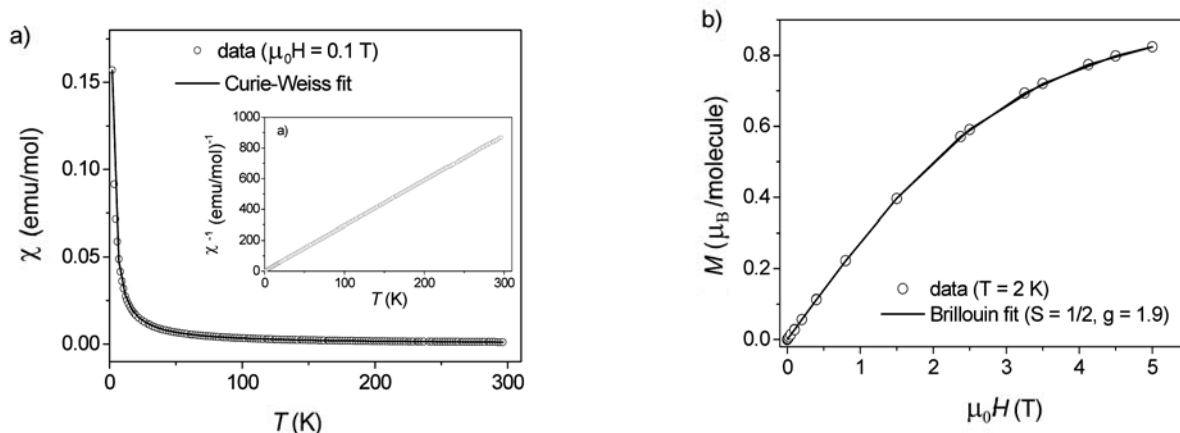 a)
data (μ₀H = 0.1 T)
Curie-Weiss fit
χ (emu/mol)
0.15
0.10
0.05
0.00
0
100
200
300
T (K)
a)
χ⁻¹ (emu/mol)⁻¹
1000
800
600
400
200
0
0
100
200
300
T (K)
b)
M (μB/molecule)
0.8
0.6
0.4
0.2
0.0
data (T = 2 K)
Brillouin fit (S = 1/2, g = 1.9)
0
1
2
3
4
5
μ₀H (T)